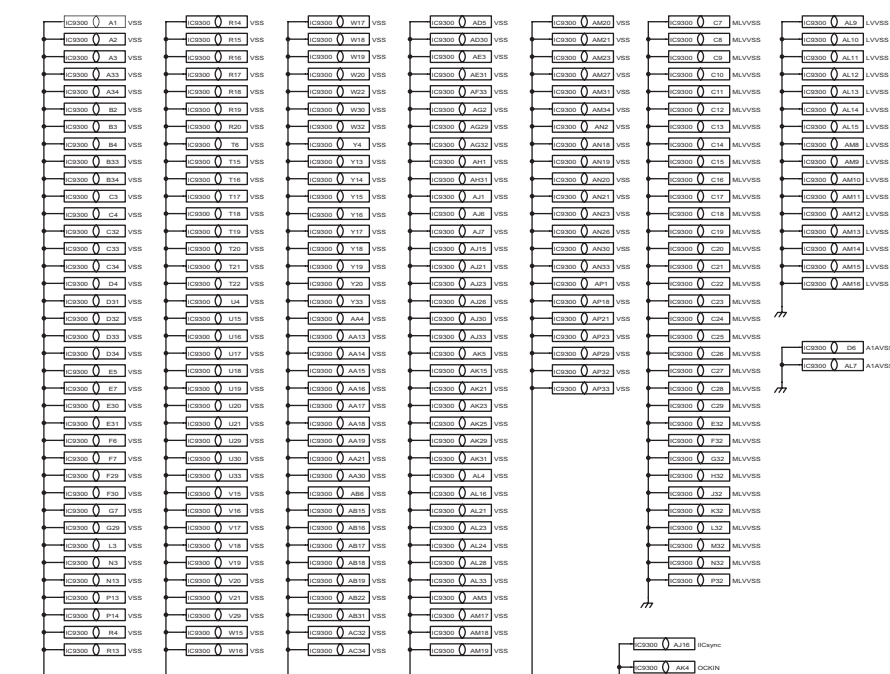 IC9300 A1 VSS
IC9300 A2 VSS
IC9300 A3 VSS
IC9300 A33 VSS
IC9300 A34 VSS
IC9300 B2 VSS
IC9300 B3 VSS
IC9300 B4 VSS
IC9300 B33 VSS
IC9300 B34 VSS
IC9300 C3 VSS
IC9300 C4 VSS
IC9300 C32 VSS
IC9300 C33 VSS
IC9300 C34 VSS
IC9300 D4 VSS
IC9300 D31 VSS
IC9300 D32 VSS
IC9300 D33 VSS
IC9300 D34 VSS
IC9300 E5 VSS
IC9300 E7 VSS
IC9300 E30 VSS
IC9300 E31 VSS
IC9300 F6 VSS
IC9300 F7 VSS
IC9300 F29 VSS
IC9300 F30 VSS
IC9300 G7 VSS
IC9300 G29 VSS
IC9300 L3 VSS
IC9300 N3 VSS
IC9300 N13 VSS
IC9300 P13 VSS
IC9300 P14 VSS
IC9300 R4 VSS
IC9300 R13 VSS
IC9300 R14 VSS
IC9300 R15 VSS
IC9300 R16 VSS
IC9300 R17 VSS
IC9300 R18 VSS
IC9300 R19 VSS
IC9300 R20 VSS
IC9300 T6 VSS
IC9300 T15 VSS
IC9300 T16 VSS
IC9300 T17 VSS
IC9300 T18 VSS
IC9300 T19 VSS
IC9300 T20 VSS
IC9300 T21 VSS
IC9300 T22 VSS
IC9300 U4 VSS
IC9300 U15 VSS
IC9300 U16 VSS
IC9300 U17 VSS
IC9300 U18 VSS
IC9300 U19 VSS
IC9300 U20 VSS
IC9300 U21 VSS
IC9300 U29 VSS
IC9300 U30 VSS
IC9300 U33 VSS
IC9300 V15 VSS
IC9300 V16 VSS
IC9300 V17 VSS
IC9300 V18 VSS
IC9300 V19 VSS
IC9300 V20 VSS
IC9300 V21 VSS
IC9300 V29 VSS
IC9300 W15 VSS
IC9300 W16 VSS
IC9300 W17 VSS
IC9300 W18 VSS
IC9300 W19 VSS
IC9300 W20 VSS
IC9300 W22 VSS
IC9300 W30 VSS
IC9300 W32 VSS
IC9300 Y4 VSS
IC9300 Y13 VSS
IC9300 Y14 VSS
IC9300 Y15 VSS
IC9300 Y16 VSS
IC9300 Y17 VSS
IC9300 Y18 VSS
IC9300 Y19 VSS
IC9300 Y20 VSS
IC9300 Y33 VSS
IC9300 AA4 VSS
IC9300 AA13 VSS
IC9300 AA14 VSS
IC9300 AA15 VSS
IC9300 AA16 VSS
IC9300 AA17 VSS
IC9300 AA18 VSS
IC9300 AA19 VSS
IC9300 AA21 VSS
IC9300 AA30 VSS
IC9300 AB6 VSS
IC9300 AB15 VSS
IC9300 AB16 VSS
IC9300 AB17 VSS
IC9300 AB18 VSS
IC9300 AB19 VSS
IC9300 AB22 VSS
IC9300 AB31 VSS
IC9300 AC32 VSS
IC9300 AC34 VSS
IC9300 AD5 VSS
IC9300 AD30 VSS
IC9300 AE3 VSS
IC9300 AE31 VSS
IC9300 AF33 VSS
IC9300 AG2 VSS
IC9300 AG29 VSS
IC9300 AG32 VSS
IC9300 AH1 VSS
IC9300 AH31 VSS
IC9300 AJ1 VSS
IC9300 AJ6 VSS
IC9300 AJ7 VSS
IC9300 AJ15 VSS
IC9300 AJ21 VSS
IC9300 AJ23 VSS
IC9300 AJ26 VSS
IC9300 AJ30 VSS
IC9300 AJ33 VSS
IC9300 AK5 VSS
IC9300 AK15 VSS
IC9300 AK21 VSS
IC9300 AK23 VSS
IC9300 AK25 VSS
IC9300 AK29 VSS
IC9300 AK31 VSS
IC9300 AL4 VSS
IC9300 AL16 VSS
IC9300 AL21 VSS
IC9300 AL23 VSS
IC9300 AL24 VSS
IC9300 AL28 VSS
IC9300 AL33 VSS
IC9300 AM3 VSS
IC9300 AM17 VSS
IC9300 AM18 VSS
IC9300 AM19 VSS
IC9300 AM20 VSS
IC9300 AM21 VSS
IC9300 AM23 VSS
IC9300 AM27 VSS
IC9300 AM31 VSS
IC9300 AM34 VSS
IC9300 AN2 VSS
IC9300 AN18 VSS
IC9300 AN19 VSS
IC9300 AN20 VSS
IC9300 AN21 VSS
IC9300 AN23 VSS
IC9300 AN26 VSS
IC9300 AN30 VSS
IC9300 AN33 VSS
IC9300 AP1 VSS
IC9300 AP18 VSS
IC9300 AP21 VSS
IC9300 AP23 VSS
IC9300 AP29 VSS
IC9300 AP32 VSS
IC9300 AP33 VSS
IC9300 C7 MLVVSS
IC9300 C8 MLVVSS
IC9300 C9 MLVVSS
IC9300 C10 MLVVSS
IC9300 C11 MLVVSS
IC9300 C12 MLVVSS
IC9300 C13 MLVVSS
IC9300 C14 MLVVSS
IC9300 C15 MLVVSS
IC9300 C16 MLVVSS
IC9300 C17 MLVVSS
IC9300 C18 MLVVSS
IC9300 C19 MLVVSS
IC9300 C20 MLVVSS
IC9300 C21 MLVVSS
IC9300 C22 MLVVSS
IC9300 C23 MLVVSS
IC9300 C24 MLVVSS
IC9300 C25 MLVVSS
IC9300 C26 MLVVSS
IC9300 C27 MLVVSS
IC9300 C28 MLVVSS
IC9300 C29 MLVVSS
IC9300 E32 MLVVSS
IC9300 F32 MLVVSS
IC9300 G32 MLVVSS
IC9300 H32 MLVVSS
IC9300 J32 MLVVSS
IC9300 K32 MLVVSS
IC9300 L32 MLVVSS
IC9300 M32 MLVVSS
IC9300 N32 MLVVSS
IC9300 P32 MLVVSS
IC9300 AJ16 IICsync
IC9300 AK4 OCKIN
IC9300 AL9 LVVSS
IC9300 AL10 LVVSS
IC9300 AL11 LVVSS
IC9300 AL12 LVVSS
IC9300 AL13 LVVSS
IC9300 AL14 LVVSS
IC9300 AL15 LVVSS
IC9300 AM8 LVVSS
IC9300 AM9 LVVSS
IC9300 AM10 LVVSS
IC9300 AM11 LVVSS
IC9300 AM12 LVVSS
IC9300 AM13 LVVSS
IC9300 AM14 LVVSS
IC9300 AM15 LVVSS
IC9300 AM16 LVVSS
IC9300 D6 A1AVSS
IC9300 AL7 A1AVSS